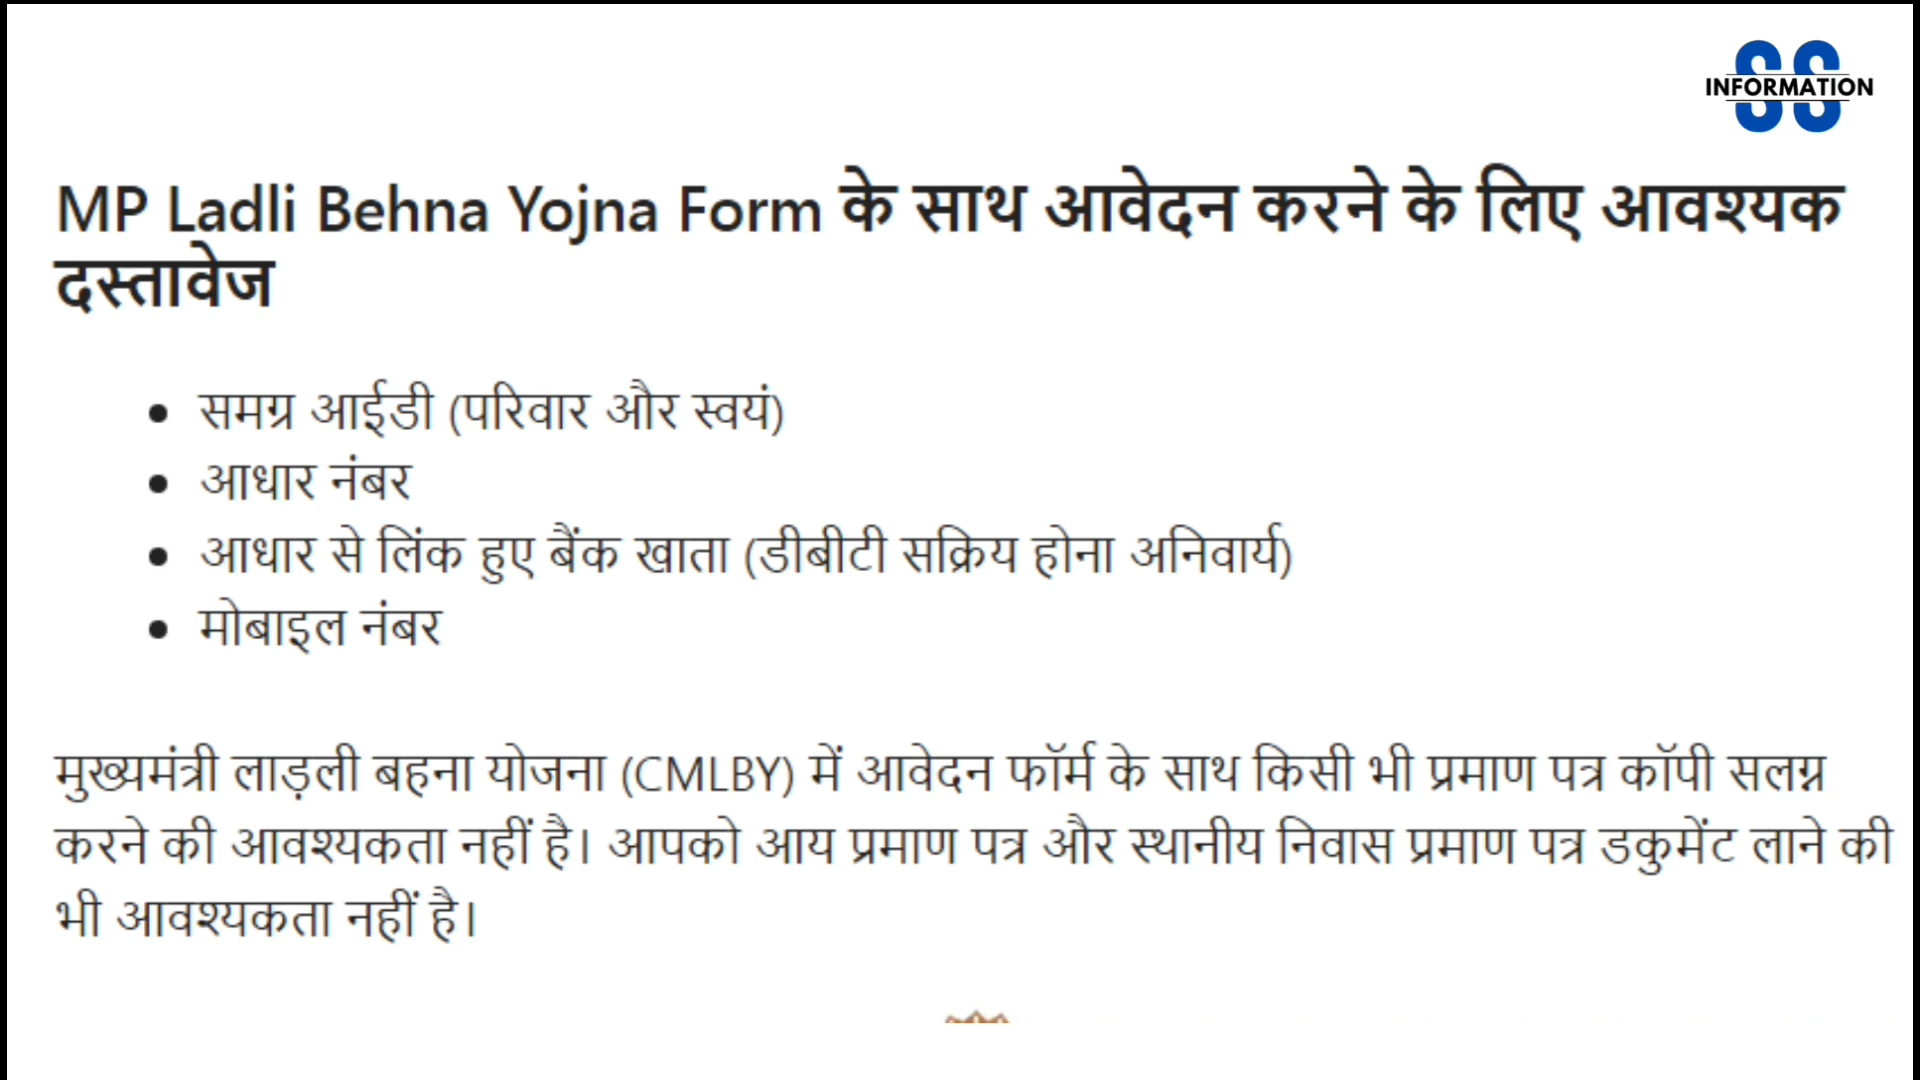 SS
INFORMATION
MP Ladli Behna Yojna Form के साथ आवेदन करने के लिए आवश्यक
दस्तावेज
• समग्र आईडी (परिवार और स्वयं)
• आधार नंबर
• आधार से लिंक हुए बैंक खाता (डीबीटी सक्रिय होना अनिवार्य)
• मोबाइल नंबर
मुख्यमंत्री लाड़ली बहना योजना (CMLBY) में आवेदन फॉर्म के साथ किसी भी प्रमाण पत्र कॉपी सलग्न
करने की आवश्यकता नहीं है। आपको आय प्रमाण पत्र और स्थानीय निवास प्रमाण पत्र डकुमेंट लाने की
भी आवश्यकता नहीं है।